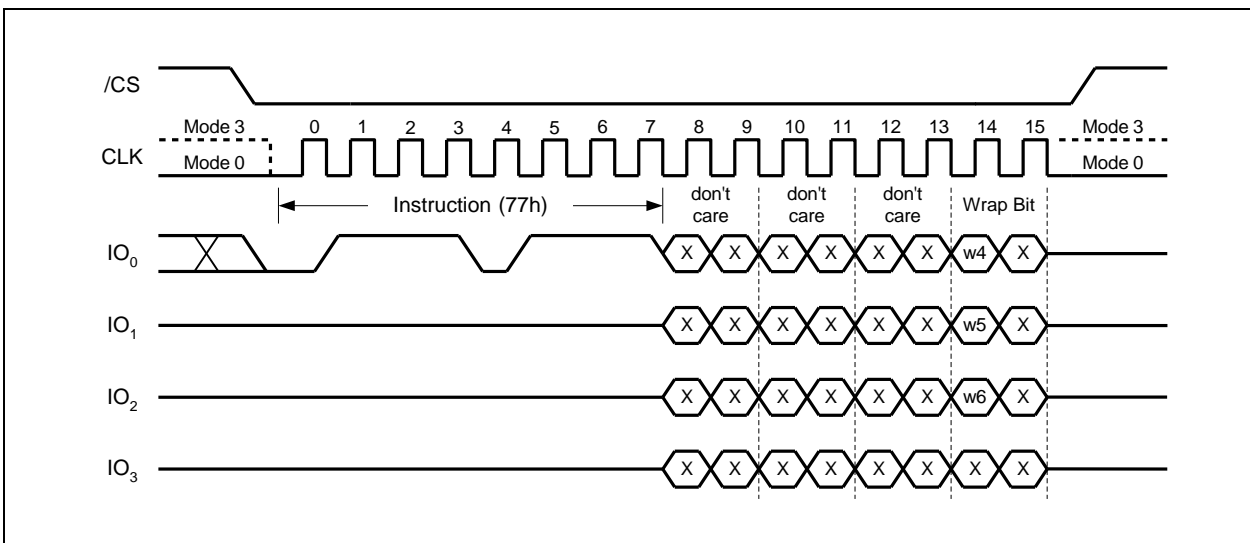 /CS
Mode 3 0 1 2 3 4 5 6 7 8 9 10 11 12 13 14 15 Mode 3
CLK
Mode 0 Mode 0
Instruction (77h) don't care don't care don't care Wrap Bit
IO0 X X X X X X w4 X
IO1 X X X X X X w5 X
IO2 X X X X X X w6 X
IO3 X X X X X X X X